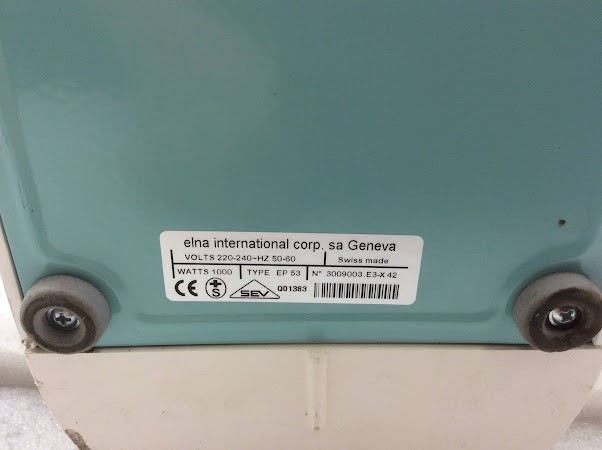 elna international corp. sa Geneva
VOLTS 220-240~HZ 50-60 Swiss made
WATTS 1000 TYPE EP 53 N° 3009003.E3-X 42
CE +S SEV Q01383